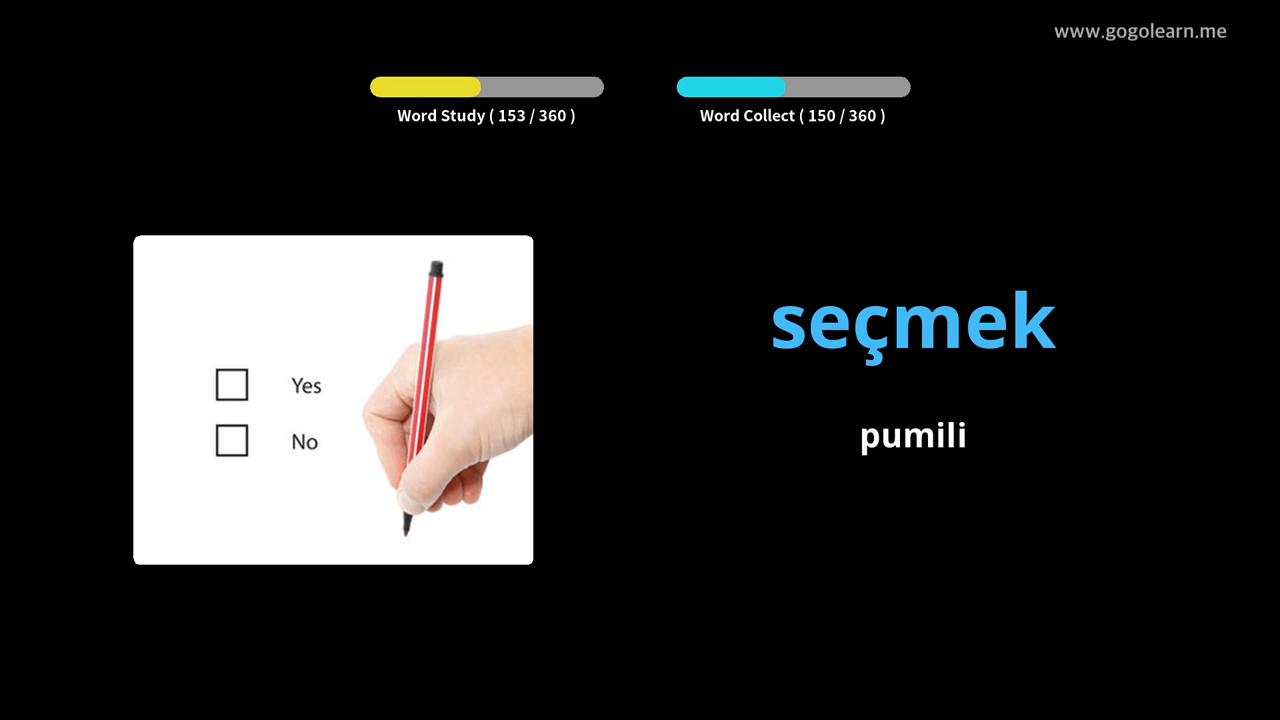 www.gogolearn.me
Word Study ( 153 / 360 )
Word Collect ( 150 / 360 )
Yes
No
seçmek
pumili